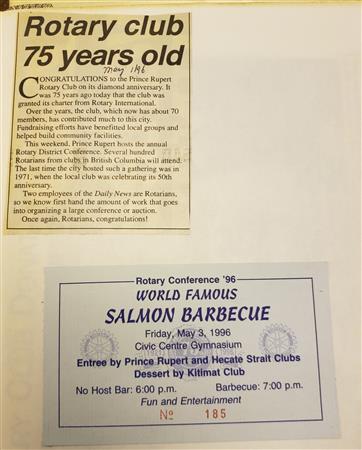 Rotary club
75 years old
May 1/96
CONGRATULATIONS to the Prince Rupert
Rotary Club on its diamond anniversary. It
was 75 years ago today that the club was
granted its charter from Rotary International.
Over the years, the club, which now has about 70
members, has contributed much to this city.
Fundraising efforts have benefitted local groups and
helped build community facilities.
This weekend, Prince Rupert hosts the annual
Rotary District Conference. Several hundred
Rotarians from clubs in British Columbia will attend.
The last time the city hosted such a gathering was in
1971, when the local club was celebrating its 50th
anniversary.
Two employees of the Daily News are Rotarians,
so we know first hand the amount of work that goes
into organizing a large conference or auction.
Once again, Rotarians, congratulations!
Rotary Conference '96
WORLD FAMOUS
SALMON BARBECUE
Friday, May 3, 1996
Civic Centre Gymnasium
Entree by Prince Rupert and Hecate Strait Clubs
Dessert by Kitimat Club
No Host Bar: 6:00 p.m. Barbecue: 7:00 p.m.
Fun and Entertainment
No 185